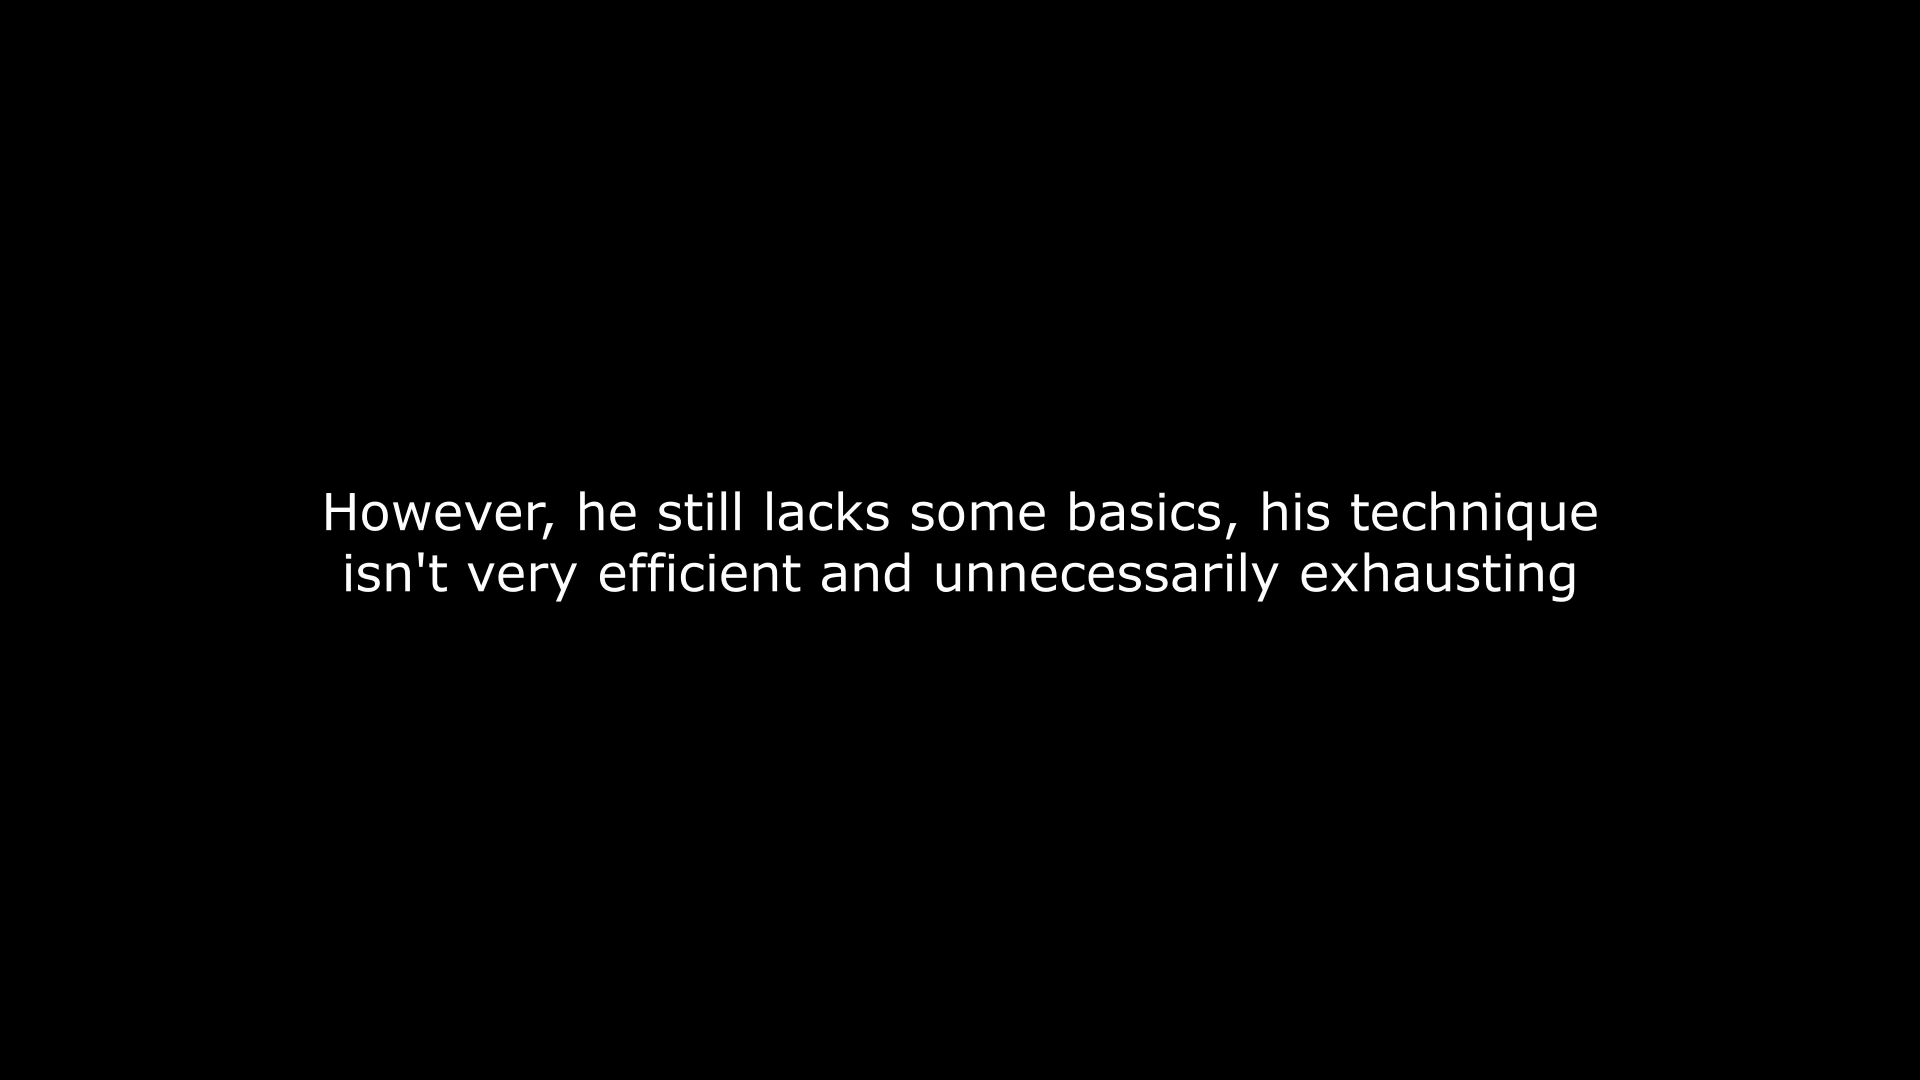 However, he still lacks some basics, his technique
isn't very efficient and unnecessarily exhausting